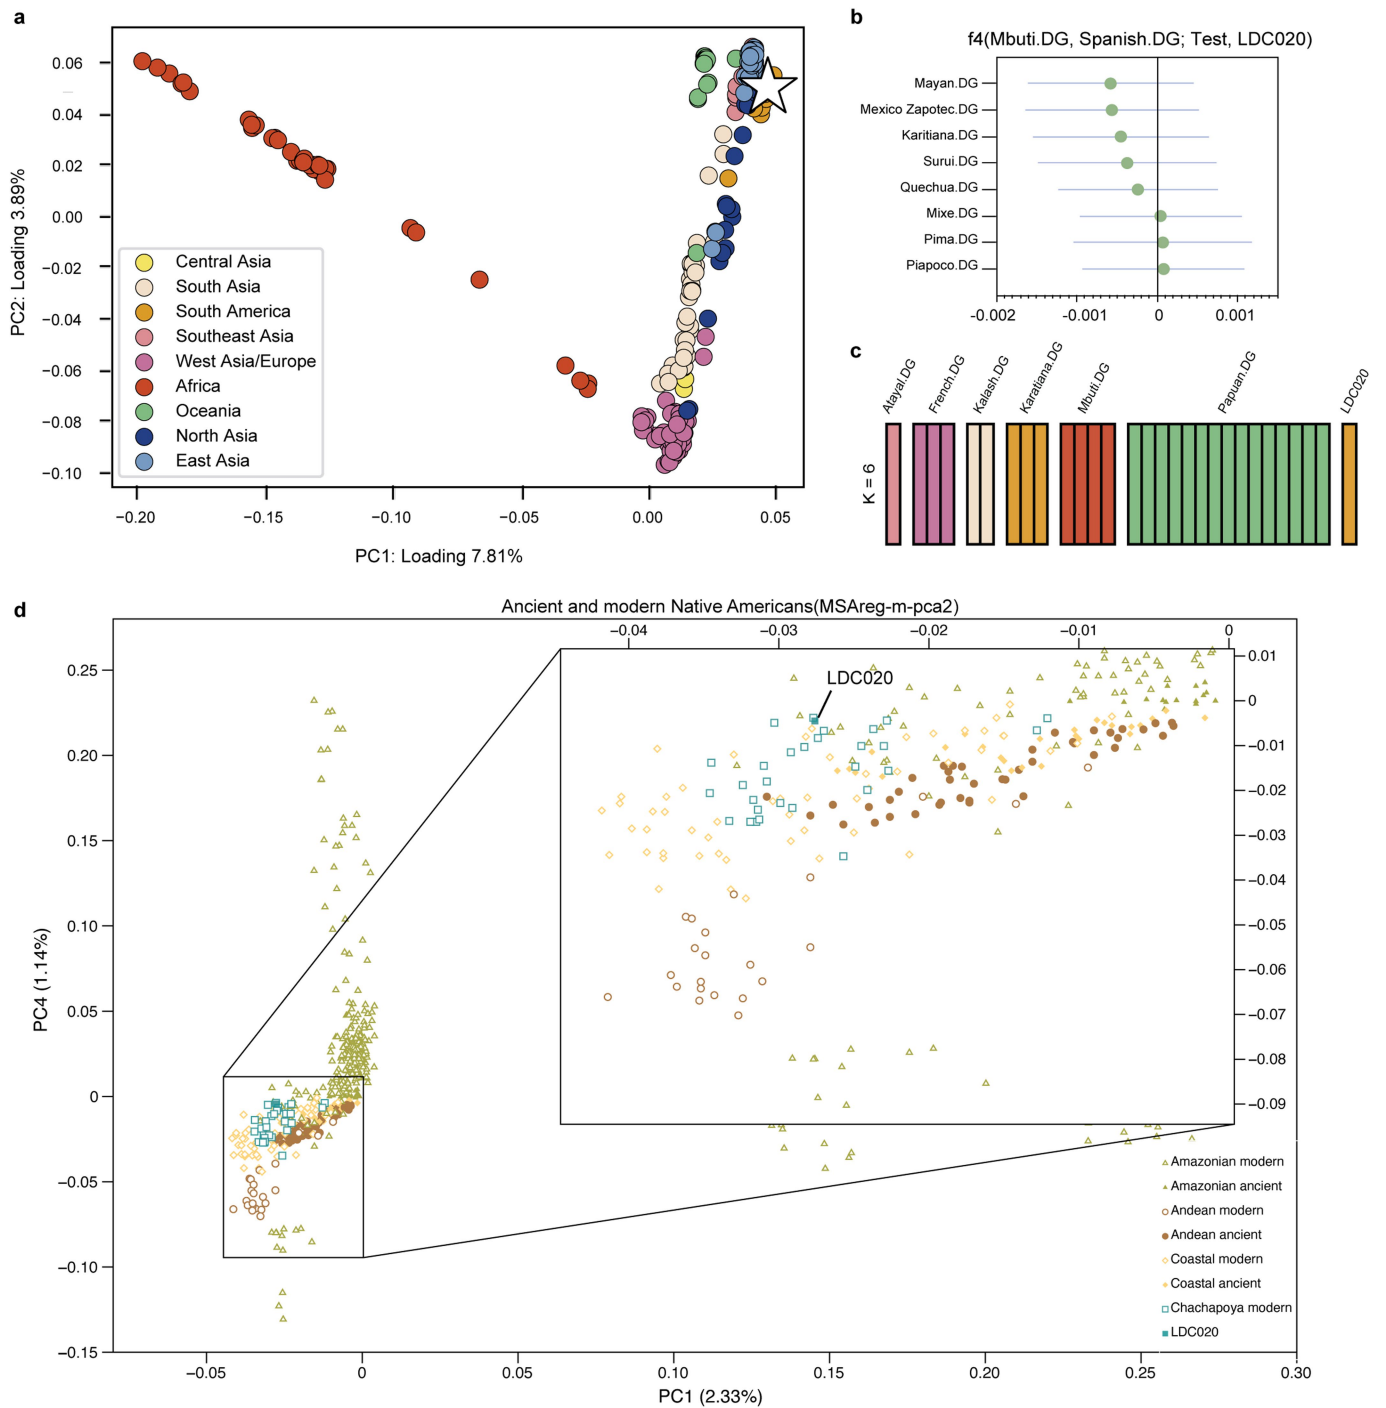 a
0.06
0.04
0.02
0.00
−0.02
−0.04
−0.06
−0.08
−0.10
PC2: Loading 3.89%
Central Asia
South Asia
South America
Southeast Asia
West Asia/Europe
Africa
Oceania
North Asia
East Asia
−0.20 −0.15 −0.10 −0.05 0.00 0.05
PC1: Loading 7.81%
b
f4(Mbuti.DG, Spanish.DG; Test, LDC020)
Mayan.DG
Mexico Zapotec.DG
Karitiana.DG
Surui.DG
Quechua.DG
Mixe.DG
Pima.DG
Piapoco.DG
-0.002 -0.001 0 0.001
c
Atayal.DG French.DG Kalash.DG Karatiana.DG Mbuti.DG Papuan.DG LDC020
K = 6
d
Ancient and modern Native Americans(MSAreg-m-pca2)
−0.04 −0.03 −0.02 −0.01 0
0.01
0
−0.01
−0.02
−0.03
−0.04
−0.05
−0.06
−0.07
−0.08
−0.09
LDC020
0.25
0.20
0.15
0.10
0.05
0
−0.05
−0.10
−0.15
PC4 (1.14%)
Amazonian modern
Amazonian ancient
Andean modern
Andean ancient
Coastal modern
Coastal ancient
Chachapoya modern
LDC020
−0.05 0 0.05 0.10 0.15 0.20 0.25 0.30
PC1 (2.33%)